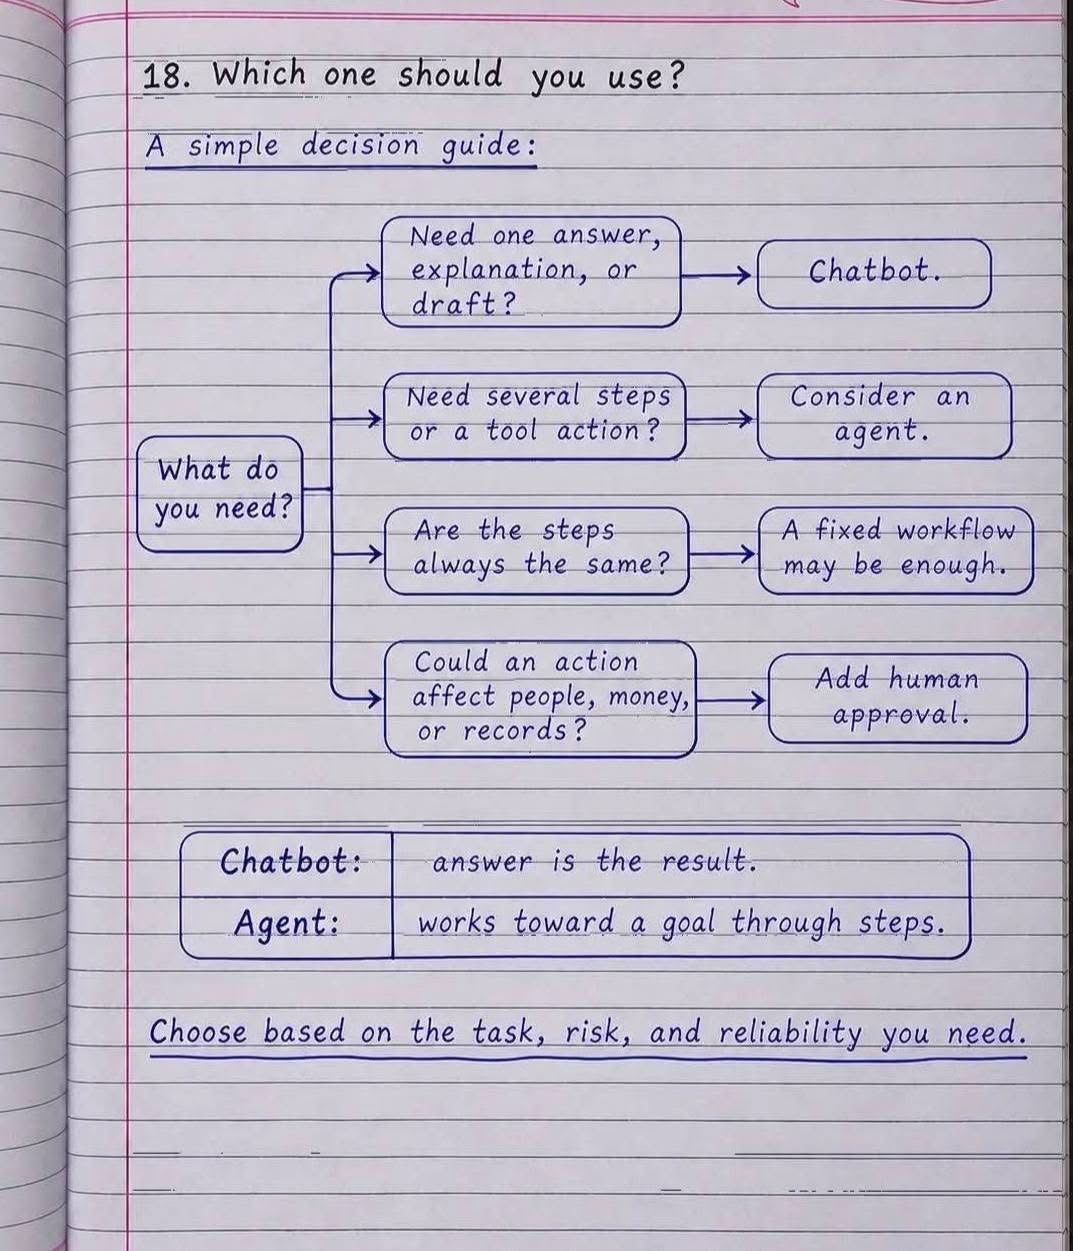 18. Which one should you use?
A simple decision guide:
What do
you need?
Need one answer,
explanation, or
draft?
Chatbot.
Need several steps
or a tool action?
Consider an
agent.
Are the steps
always the same?
A fixed workflow
may be enough.
Could an action
affect people, money,
or records?
Add human
approval.
Chatbot: answer is the result.
Agent: works toward a goal through steps.
Choose based on the task, risk, and reliability you need.